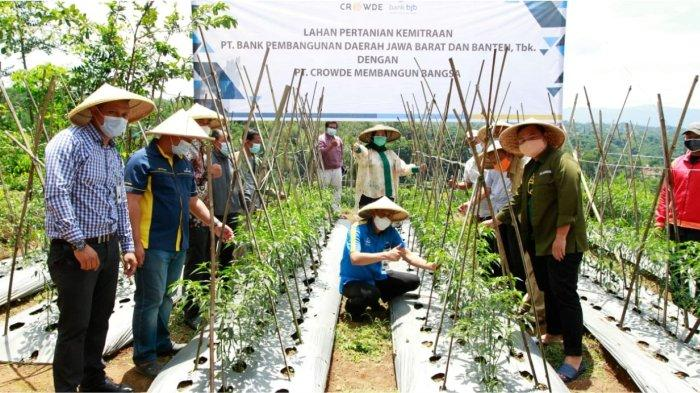 CROWDE bank bjb
LAHAN PERTANIAN KEMITRAAN
PT. BANK PEMBANGUNAN DAERAH JAWA BARAT DAN BANTEN, Tbk.
DENGAN
PT. CROWDE MEMBANGUN BANGSA